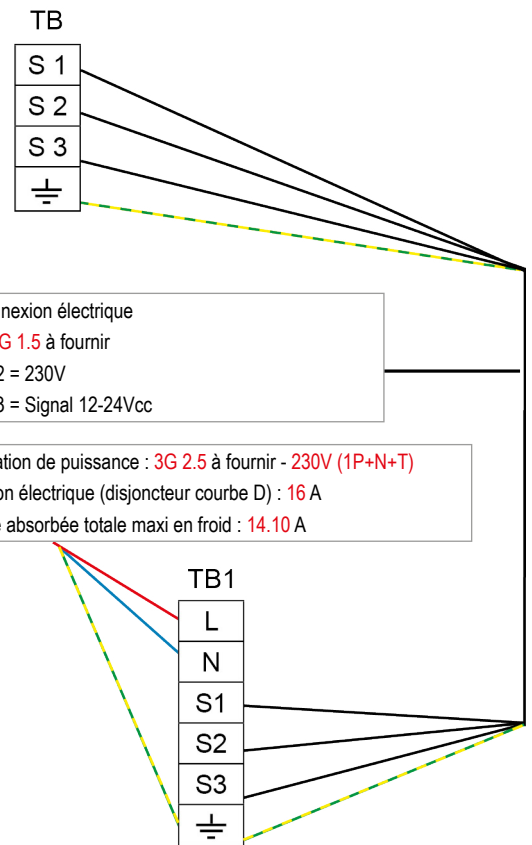 TB
S 1
S 2
S 3
nexion électrique
G 1.5 à fournir
2 = 230V
3 = Signal 12-24Vcc
ation de puissance : 3G 2.5 à fournir - 230V (1P+N+T)
on électrique (disjoncteur courbe D) : 16 A
é absorbée totale maxi en froid : 14.10 A
TB1
L
N
S1
S2
S3